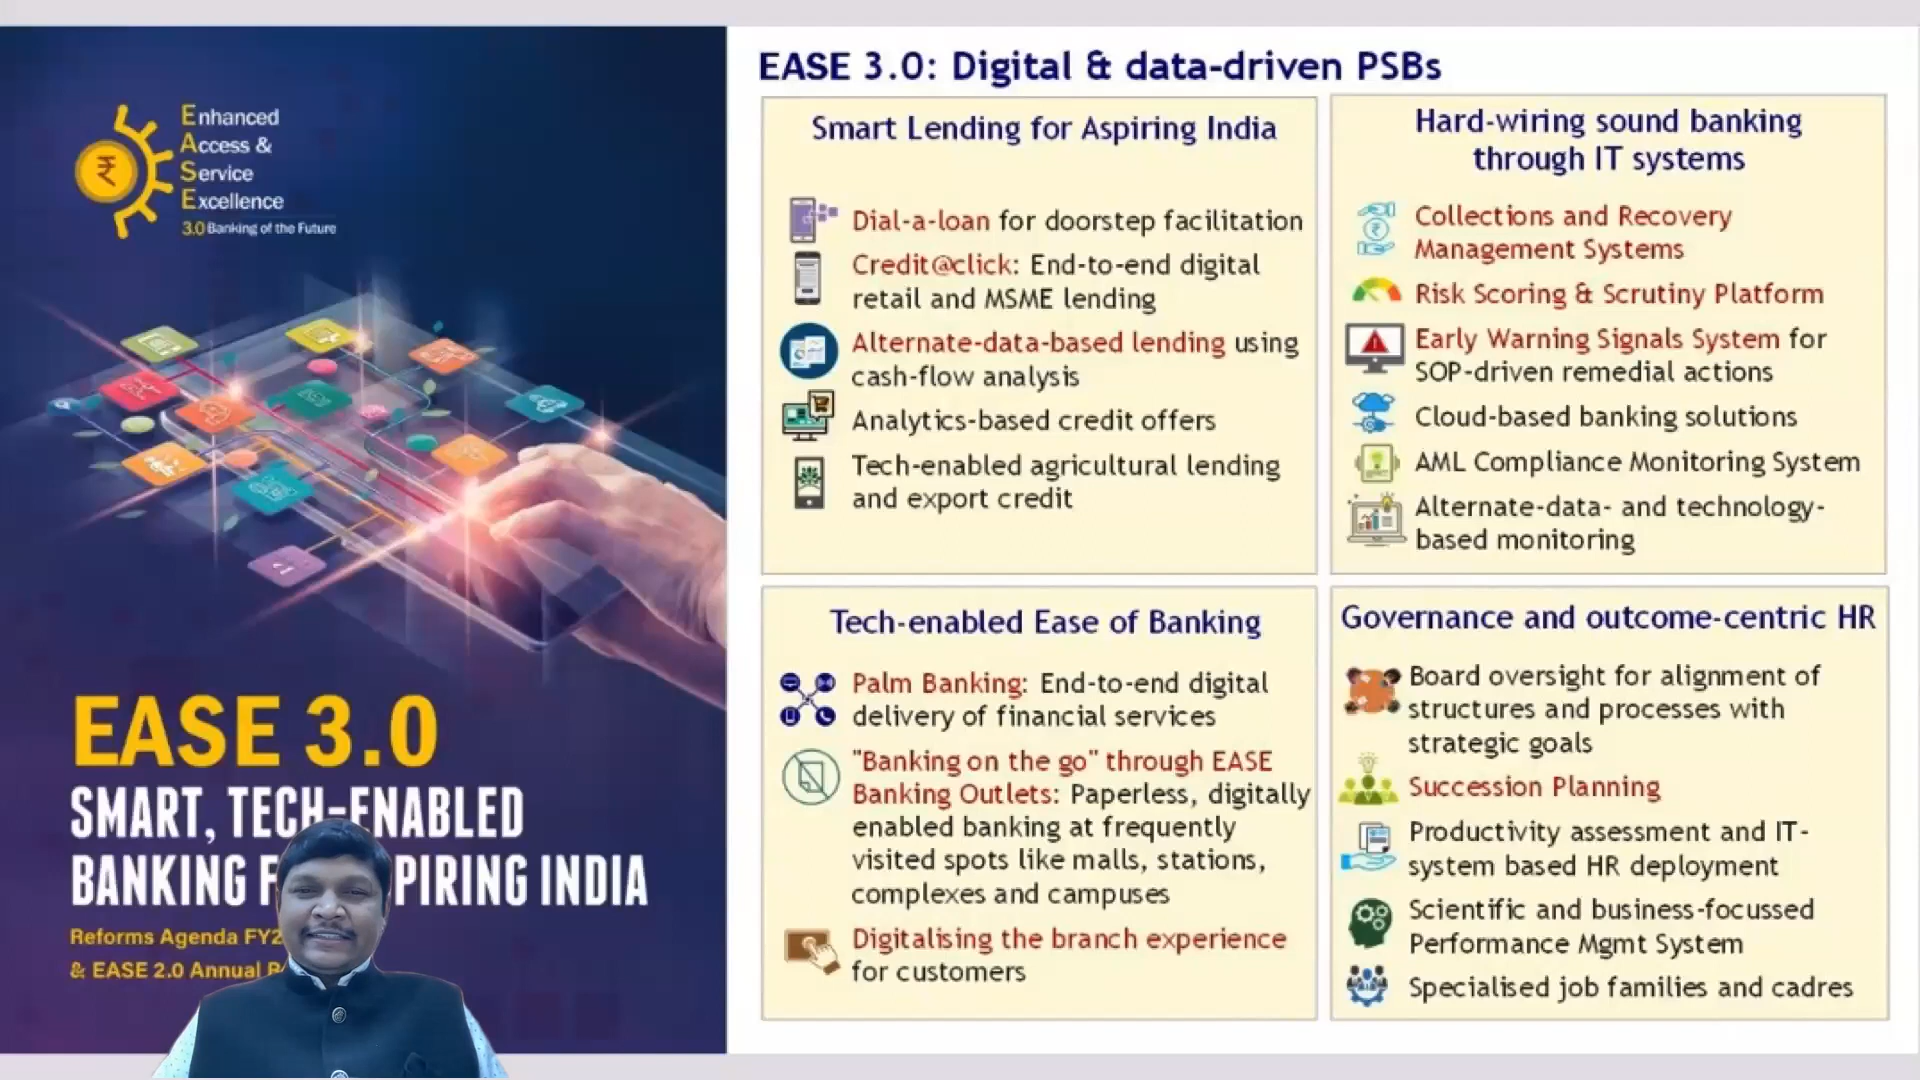 Enhanced
Access &
Service
Excellence
3.0 Banking of the Future
EASE 3.0
SMART, TECH-ENABLED
BANKING F PIRING INDIA
Reforms Agenda FY2
& EASE 2.0 Annual
EASE 3.0: Digital & data-driven PSBs
Smart Lending for Aspiring India
Dial-a-loan for doorstep facilitation
Credit@click: End-to-end digital
retail and MSME lending
Alternate-data-based lending using
cash-flow analysis
Analytics-based credit offers
Tech-enabled agricultural lending
and export credit
Hard-wiring sound banking
through IT systems
Collections and Recovery
Management Systems
Risk Scoring & Scrutiny Platform
Early Warning Signals System for
SOP-driven remedial actions
Cloud-based banking solutions
AML Compliance Monitoring System
Alternate-data- and technology-
based monitoring
Tech-enabled Ease of Banking
Palm Banking: End-to-end digital
delivery of financial services
"Banking on the go" through EASE
Banking Outlets: Paperless, digitally
enabled banking at frequently
visited spots like malls, stations,
complexes and campuses
Digitalising the branch experience
for customers
Governance and outcome-centric HR
Board oversight for alignment of
structures and processes with
strategic goals
Succession Planning
Productivity assessment and IT-
system based HR deployment
Scientific and business-focussed
Performance Mgmt System
Specialised job families and cadres